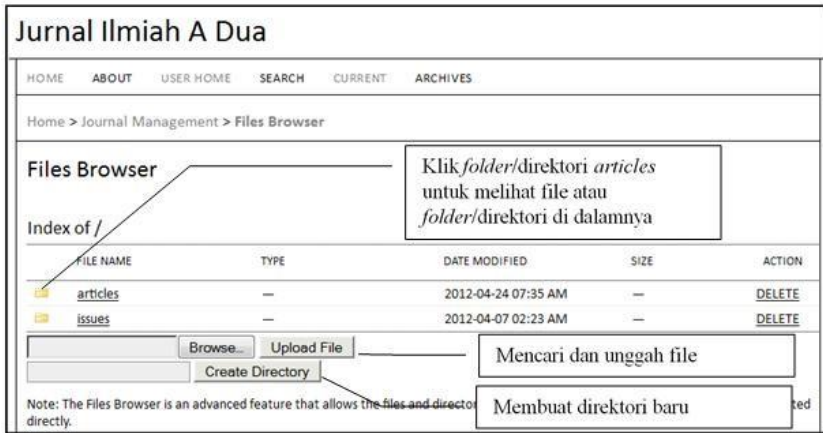 Jurnal Ilmiah A Dua
HOME ABOUT USER HOME SEARCH CURRENT ARCHIVES
Home > Journal Management > Files Browser
Files Browser
Klik folder/direktori articles
untuk melihat file atau
folder/direktori di dalamnya
Index of /
FILE NAME TYPE DATE MODIFIED SIZE ACTION
articles — 2012-04-24 07:35 AM — DELETE
issues — 2012-04-07 02:23 AM — DELETE
Browse... Upload File
Mencari dan unggah file
Create Directory
Membuat direktori baru
Note: The Files Browser is an advanced feature that allows the files and director
directly.